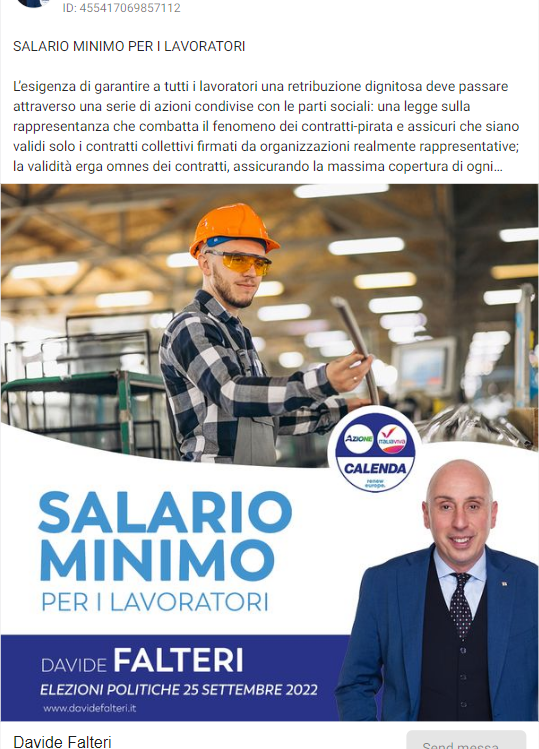 ID: 455417069857112
SALARIO MINIMO PER I LAVORATORI
L'esigenza di garantire a tutti i lavoratori una retribuzione dignitosa deve passare
attraverso una serie di azioni condivise con le parti sociali: una legge sulla
rappresentanza che combatta il fenomeno dei contratti-pirata e assicuri che siano
validi solo i contratti collettivi firmati da organizzazioni realmente rappresentative;
la validità erga omnes dei contratti, assicurando la massima copertura di ogni...
AZIONE
ITALIAVIVA
CALENDA
renew
europe.
SALARIO
MINIMO
PER I LAVORATORI
DAVIDE FALTERI
ELEZIONI POLITICHE 25 SETTEMBRE 2022
www.davidefalteri.it
Davide Falteri
Send messa